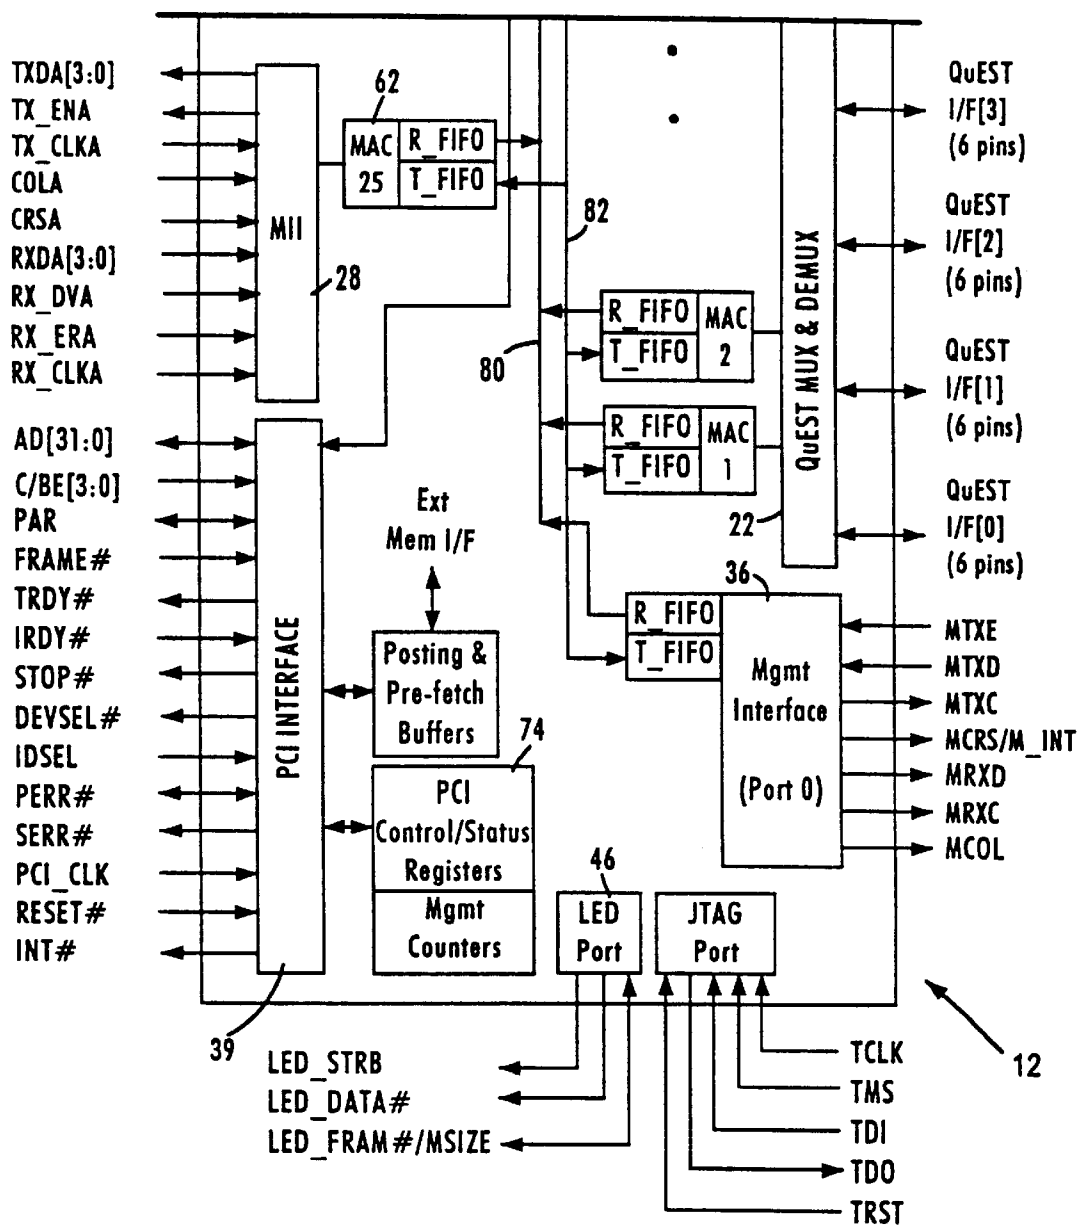 TXDA[3:0]
TX_ENA
TX_CLKA
COLA
CRSA
RXDA[3:0]
RX_DVA
RX_ERA
RX_CLKA
MII
28
62
MAC
25
R_FIFO
T_FIFO
82
80
R_FIFO
T_FIFO
MAC
2
R_FIFO
T_FIFO
MAC
1
QuEST MUX & DEMUX
22
QuEST
I/F[3]
(6 pins)
QuEST
I/F[2]
(6 pins)
QuEST
I/F[1]
(6 pins)
QuEST
I/F[0]
(6 pins)
AD[31:0]
C/BE[3:0]
PAR
FRAME#
TRDY#
IRDY#
STOP#
DEVSEL#
IDSEL
PERR#
SERR#
PCI_CLK
RESET#
INT#
PCI INTERFACE
39
Ext
Mem I/F
Posting &
Pre-fetch
Buffers
74
PCI
Control/Status
Registers
Mgmt
Counters
36
R_FIFO
T_FIFO
Mgmt
Interface
(Port 0)
MTXE
MTXD
MTXC
MCRS/M_INT
MRXD
MRXC
MCOL
46
LED
Port
JTAG
Port
LED_STRB
LED_DATA#
LED_FRAM#/MSIZE
TCLK
TMS
TDI
TDO
TRST
12